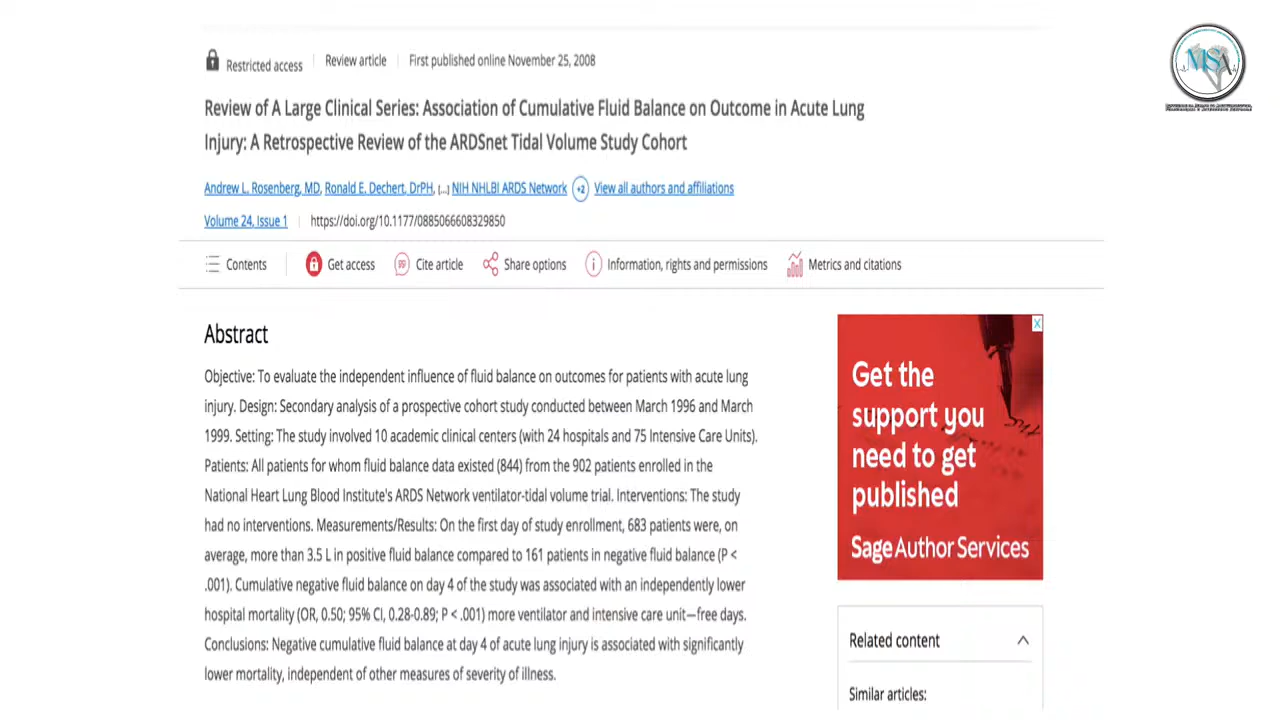 Restricted access
Review article
First published online November 25, 2008
MSA
Review of A Large Clinical Series: Association of Cumulative Fluid Balance on Outcome in Acute Lung
Injury: A Retrospective Review of the ARDSnet Tidal Volume Study Cohort
Andrew L. Rosenberg, MD, Ronald E. Dechert, DrPH, [...] NIH NHLBI ARDS Network +2 View all authors and affiliations
Volume 24, Issue 1
https://doi.org/10.1177/0885066608329850
Contents
Get access
Cite article
Share options
Information, rights and permissions
Metrics and citations
Abstract
Objective: To evaluate the independent influence of fluid balance on outcomes for patients with acute lung
injury. Design: Secondary analysis of a prospective cohort study conducted between March 1996 and March
1999. Setting: The study involved 10 academic clinical centers (with 24 hospitals and 75 Intensive Care Units).
Patients: All patients for whom fluid balance data existed (844) from the 902 patients enrolled in the
National Heart Lung Blood Institute's ARDS Network ventilator-tidal volume trial. Interventions: The study
had no interventions. Measurements/Results: On the first day of study enrollment, 683 patients were, on
average, more than 3.5 L in positive fluid balance compared to 161 patients in negative fluid balance (P <
.001). Cumulative negative fluid balance on day 4 of the study was associated with an independently lower
hospital mortality (OR, 0.50; 95% CI, 0.28-0.89; P < .001) more ventilator and intensive care unit—free days.
Conclusions: Negative cumulative fluid balance at day 4 of acute lung injury is associated with significantly
lower mortality, independent of other measures of severity of illness.
Get the
support you
need to get
published
Sage Author Services
Related content
Similar articles: